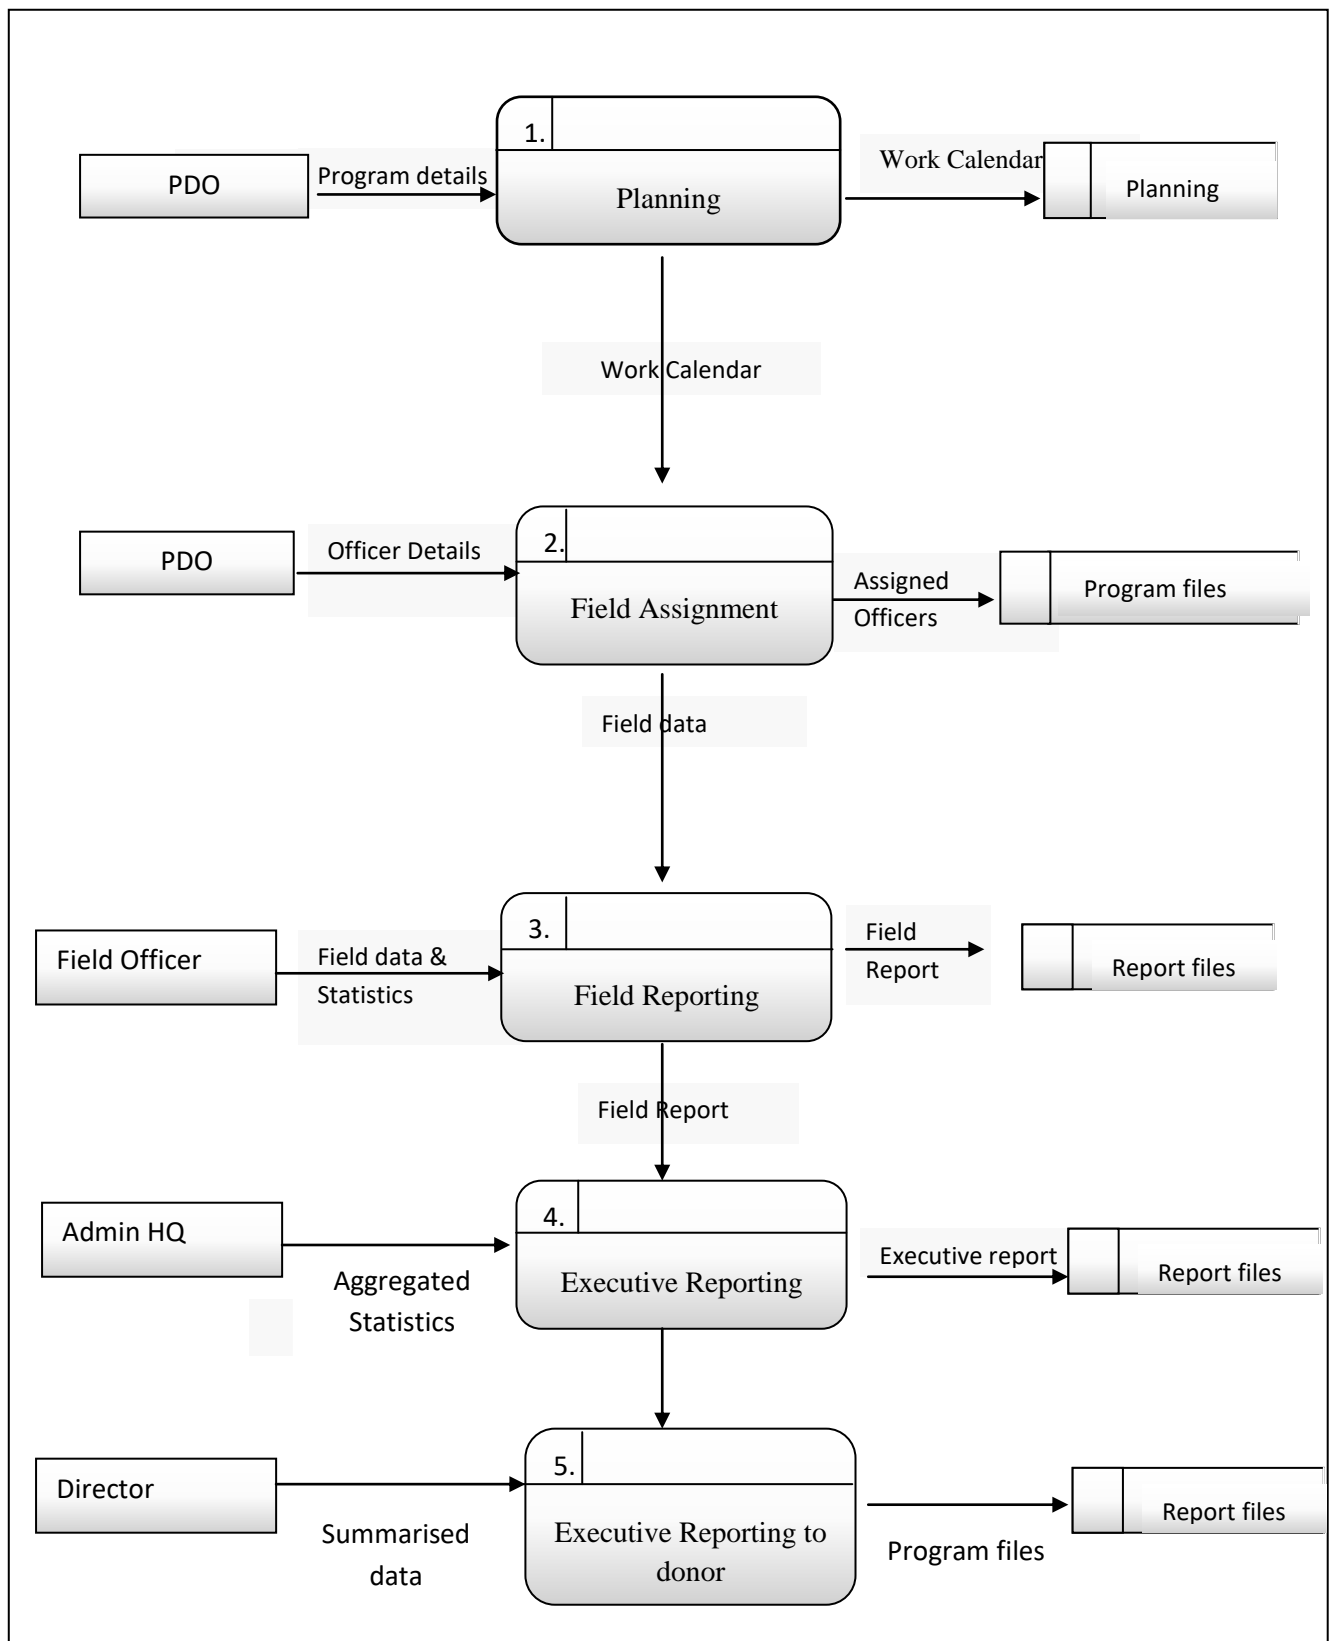 1.
PDO
Program details
Planning
Work Calendar
Planning
Work Calendar
PDO
Officer Details
2.
Field Assignment
Assigned
Officers
Program files
Field data
Field Officer
Field data &
Statistics
3.
Field Reporting
Field
Report
Report files
Field Report
Admin HQ
Aggregated
Statistics
4.
Executive Reporting
Executive report
Report files
Director
Summarised
data
5.
Executive Reporting to
donor
Program files
Report files